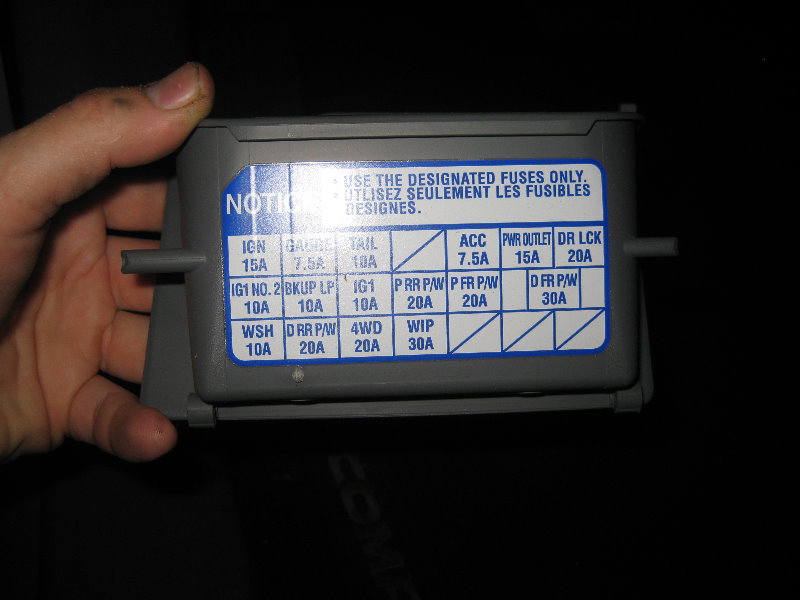 NOTICE • USE THE DESIGNATED FUSES ONLY.
• UTLISEZ SEULEMENT LES FUSIBLES
DESIGNES.
IGN GAUGE TAIL ACC PWR OUTLET DR LCK
15A 7.5A 10A 7.5A 15A 20A
IG1 NO. 2 BKUP LP IG1 P RR P/W P FR P/W D FR P/W
10A 10A 10A 20A 20A 30A
WSH D RR P/W 4WD WIP
10A 20A 20A 30A